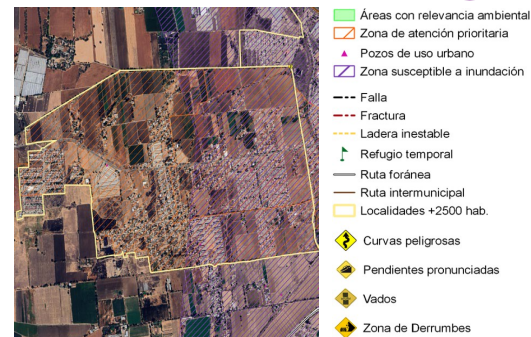 Áreas con relevancia ambiental
Zona de atención prioritaria
Pozos de uso urbano
Zona susceptible a inundación
Falla
Fractura
Ladera inestable
Refugio temporal
Ruta foránea
Ruta intermunicipal
Localidades +2500 hab.
Curvas peligrosas
Pendientes pronunciadas
Vados
Zona de Derrumbes